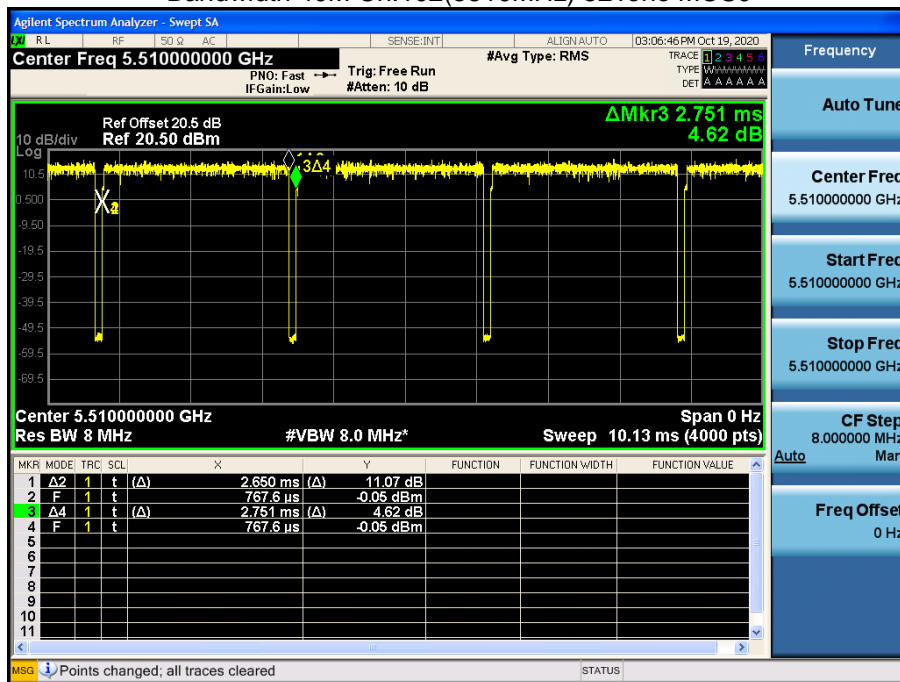 Agilent Spectrum Analyzer - Swept SA
RL RF 50 Ω AC SENSE:INT ALIGN AUTO 03:06:46 PM Oct 19, 2020
Center Freq 5.510000000 GHz #Avg Type: RMS TRACE 1 2 3 4 5 6
PNO: Fast Trig: Free Run TYPE WWWWWW
IFGain:Low #Atten: 10 dB DET A A A A A A
Frequency
Auto Tune
Center Freq
5.510000000 GHz
Start Freq
5.510000000 GHz
Stop Freq
5.510000000 GHz
CF Step
8.000000 MHz
Auto Man
Freq Offset
0 Hz
ΔMkr3 2.751 ms
4.62 dB
Ref Offset 20.5 dB
10 dB/div Ref 20.50 dBm
Log
3Δ4
10.5
0.500
-9.50
-19.5
-29.5
-39.5
-49.5
-59.5
-69.5
Center 5.510000000 GHz Span 0 Hz
Res BW 8 MHz #VBW 8.0 MHz* Sweep 10.13 ms (4000 pts)
MKR MODE TRC SCL X Y FUNCTION FUNCTION WIDTH FUNCTION VALUE
1 Δ2 1 t (Δ) 2.650 ms (Δ) 11.07 dB
2 F 1 t 767.6 µs -0.05 dBm
3 Δ4 1 t (Δ) 2.751 ms (Δ) 4.62 dB
4 F 1 t 767.6 µs -0.05 dBm
5
6
7
8
9
10
11
MSG Points changed; all traces cleared STATUS